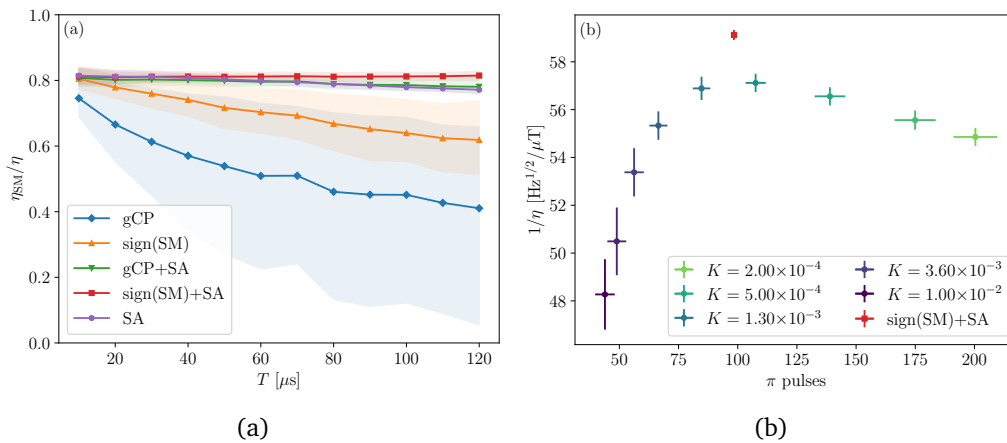 (a)
1.0
0.8
0.6
0.4
0.2
0.0
η_SM/η
gCP
sign(SM)
gCP+SA
sign(SM)+SA
SA
20 40 60 80 100 120
T [μs]
(a)
(b)
58
57
56
54
52
50
48
1/η [Hz^1/2/μT]
K = 2.00×10^-4
K = 5.00×10^-4
K = 1.30×10^-3
K = 3.60×10^-3
K = 1.00×10^-2
sign(SM)+SA
50 75 100 125 150 175 200
π pulses
(b)